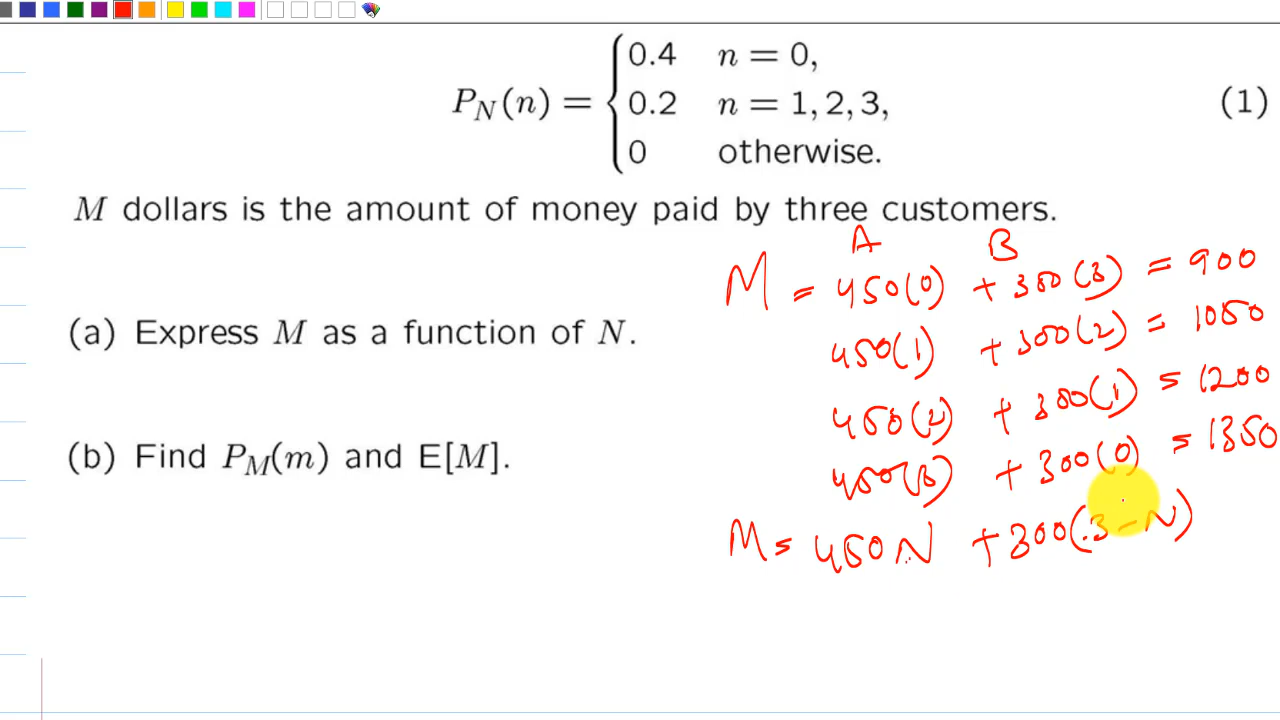 P_N(n) = { 0.4 n = 0,
0.2 n = 1, 2, 3, (1)
0 otherwise.
M dollars is the amount of money paid by three customers.
A B
M = 450(0) + 300(3) = 900
(a) Express M as a function of N.
450(1) + 300(2) = 1050
450(2) + 300(1) = 1200
(b) Find P_M(m) and E[M].
450(3) + 300(0) = 1350
M = 450N + 300(3-N)